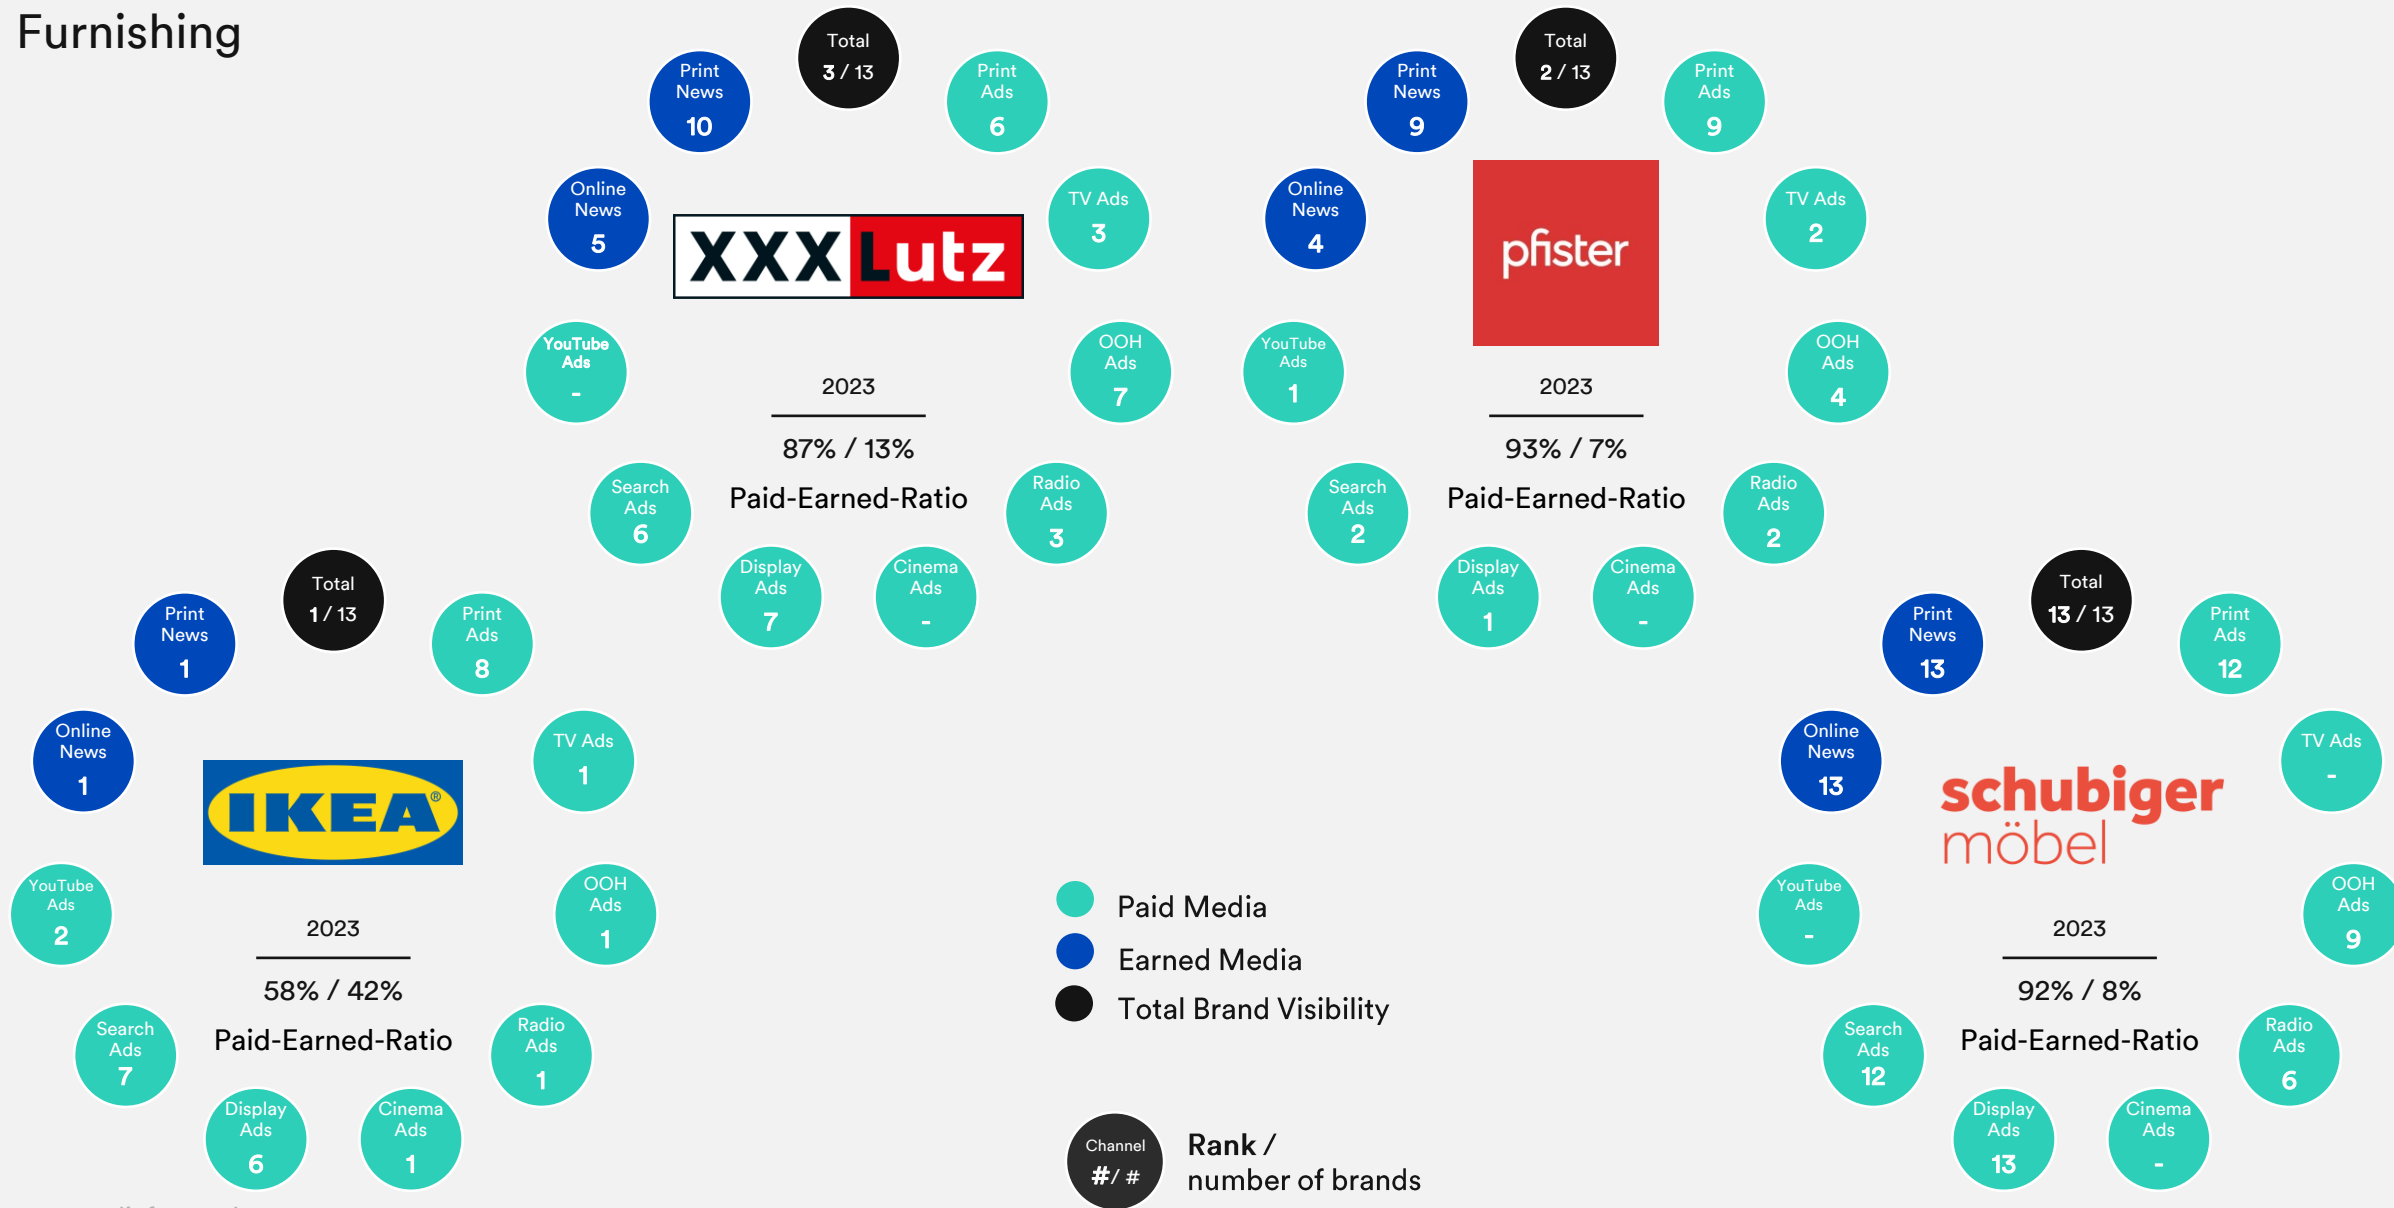 Furnishing
Total
3 / 13
Print
News
10
Print
Ads
6
Online
News
5
TV Ads
3
XXXLutz
YouTube
Ads
-
OOH
Ads
7
2023
87% / 13%
Paid-Earned-Ratio
Search
Ads
6
Radio
Ads
3
Display
Ads
7
Cinema
Ads
-
Total
2 / 13
Print
News
9
Print
Ads
9
Online
News
4
TV Ads
2
pfister
YouTube
Ads
1
OOH
Ads
4
2023
93% / 7%
Paid-Earned-Ratio
Search
Ads
2
Radio
Ads
2
Display
Ads
1
Cinema
Ads
-
Total
1 / 13
Print
News
1
Print
Ads
8
Online
News
1
TV Ads
1
IKEA®
YouTube
Ads
2
OOH
Ads
1
2023
58% / 42%
Paid-Earned-Ratio
Search
Ads
7
Radio
Ads
1
Display
Ads
6
Cinema
Ads
1
Paid Media
Earned Media
Total Brand Visibility
Channel
#/ #
Rank /
number of brands
Total
13 / 13
Print
News
13
Print
Ads
12
Online
News
13
TV Ads
-
schubiger
möbel
YouTube
Ads
-
OOH
Ads
9
2023
92% / 8%
Paid-Earned-Ratio
Search
Ads
12
Radio
Ads
6
Display
Ads
13
Cinema
Ads
-